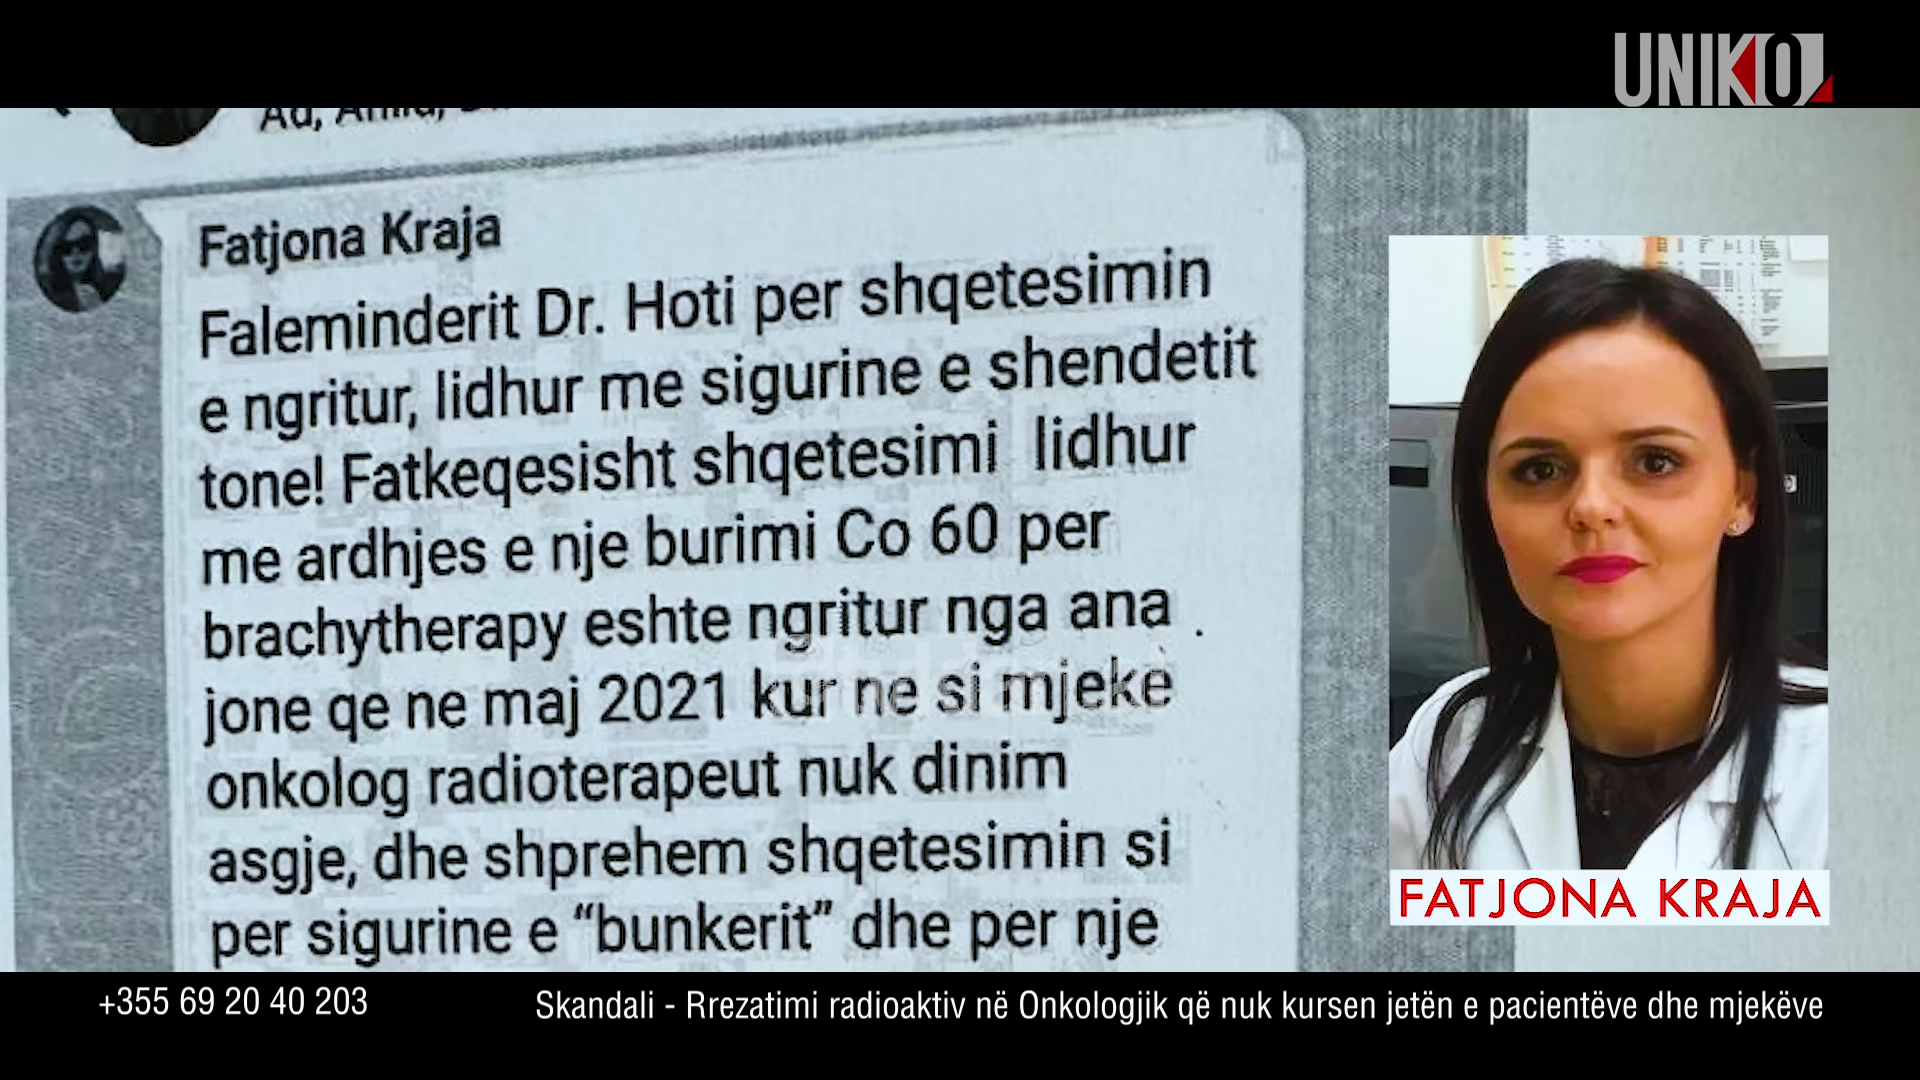 UNIKO
Ad,
Fatjona Kraja
Faleminderit Dr. Hoti per shqetesimin
e ngritur, lidhur me sigurine e shendetit
tone! Fatkeqesisht shqetesimi lidhur
me ardhjes e nje burimi Co 60 per
brachytherapy eshte ngritur nga ana
jone qe ne maj 2021 kur ne si mjekë
onkolog radioterapeut nuk dinim
asgje, dhe shprehem shqetesimin si
per sigurine e “bunkerit” dhe per nje
FATJONA KRAJA
+355 69 20 40 203
Skandali - Rrezatimi radioaktiv në Onkologjik që nuk kursen jetën e pacientëve dhe mjekëve